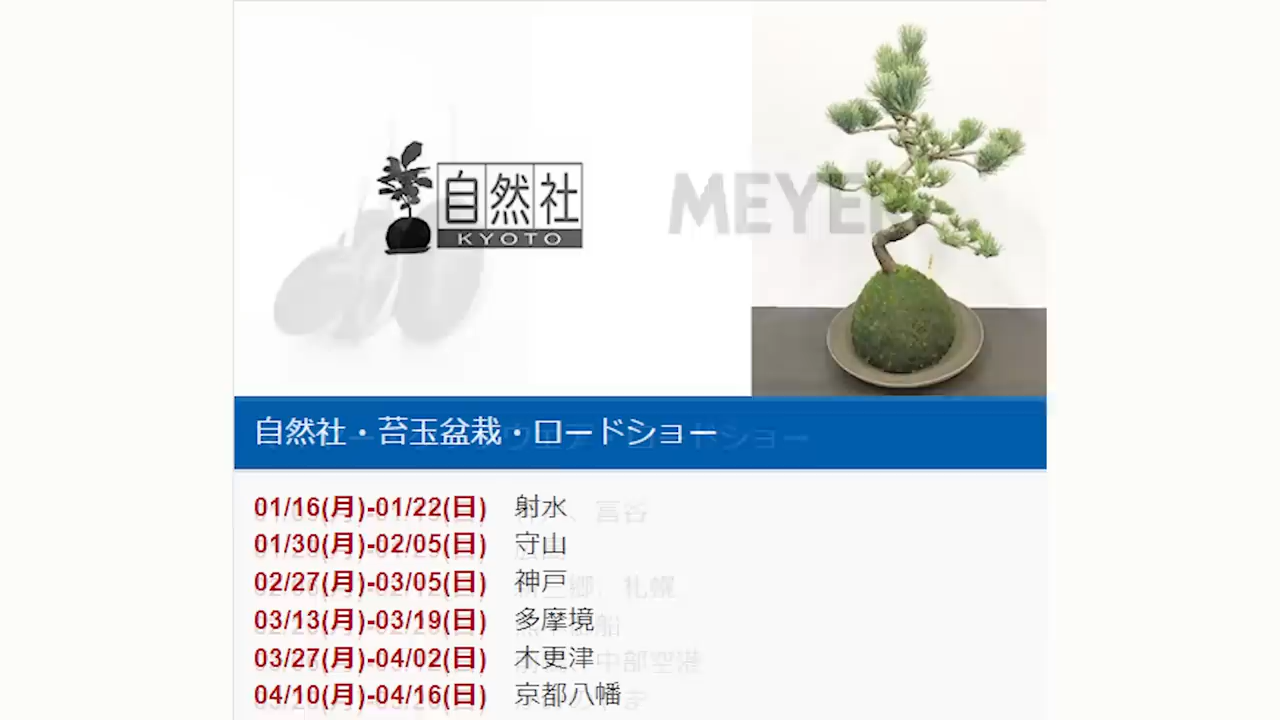 自然社
KYOTO
MEYER
自然社・苔玉盆栽・ロードショー
01/16(月)-01/22(日) 射水
01/30(月)-02/05(日) 守山
02/27(月)-03/05(日) 神戸
03/13(月)-03/19(日) 多摩境
03/27(月)-04/02(日) 木更津
04/10(月)-04/16(日) 京都八幡